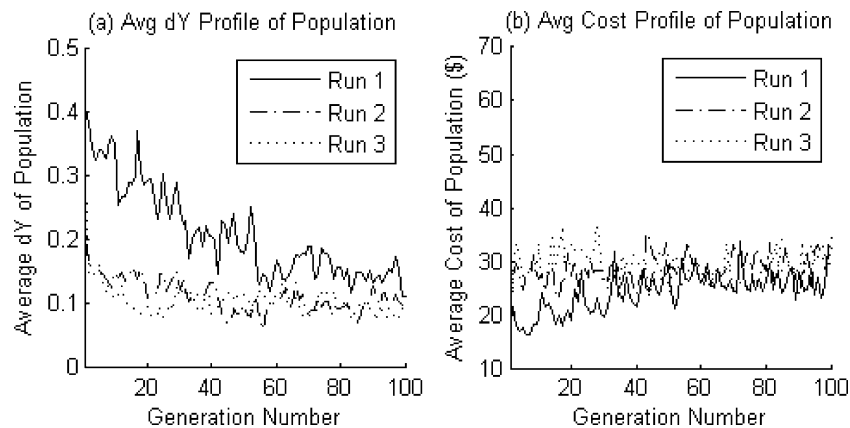 (a) Avg dY Profile of Population
Average dY of Population
0.5
0.4
0.3
0.2
0.1
0
Run 1
Run 2
Run 3
20 40 60 80 100
Generation Number
(b) Avg Cost Profile of Population
Average Cost of Population ($)
70
60
50
40
30
20
10
Run 1
Run 2
Run 3
20 40 60 80 100
Generation Number